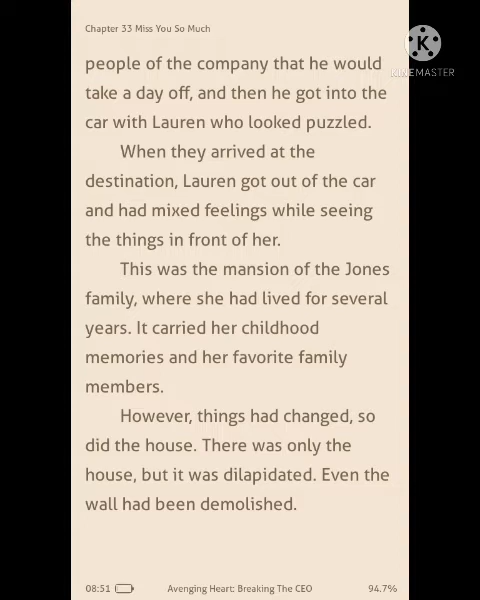 Chapter 33 Miss You So Much
KINEMASTER
people of the company that he would
take a day off, and then he got into the
car with Lauren who looked puzzled.
When they arrived at the
destination, Lauren got out of the car
and had mixed feelings while seeing
the things in front of her.
This was the mansion of the Jones
family, where she had lived for several
years. It carried her childhood
memories and her favorite family
members.
However, things had changed, so
did the house. There was only the
house, but it was dilapidated. Even the
wall had been demolished.
08:51 Avenging Heart: Breaking The CEO 94.7%